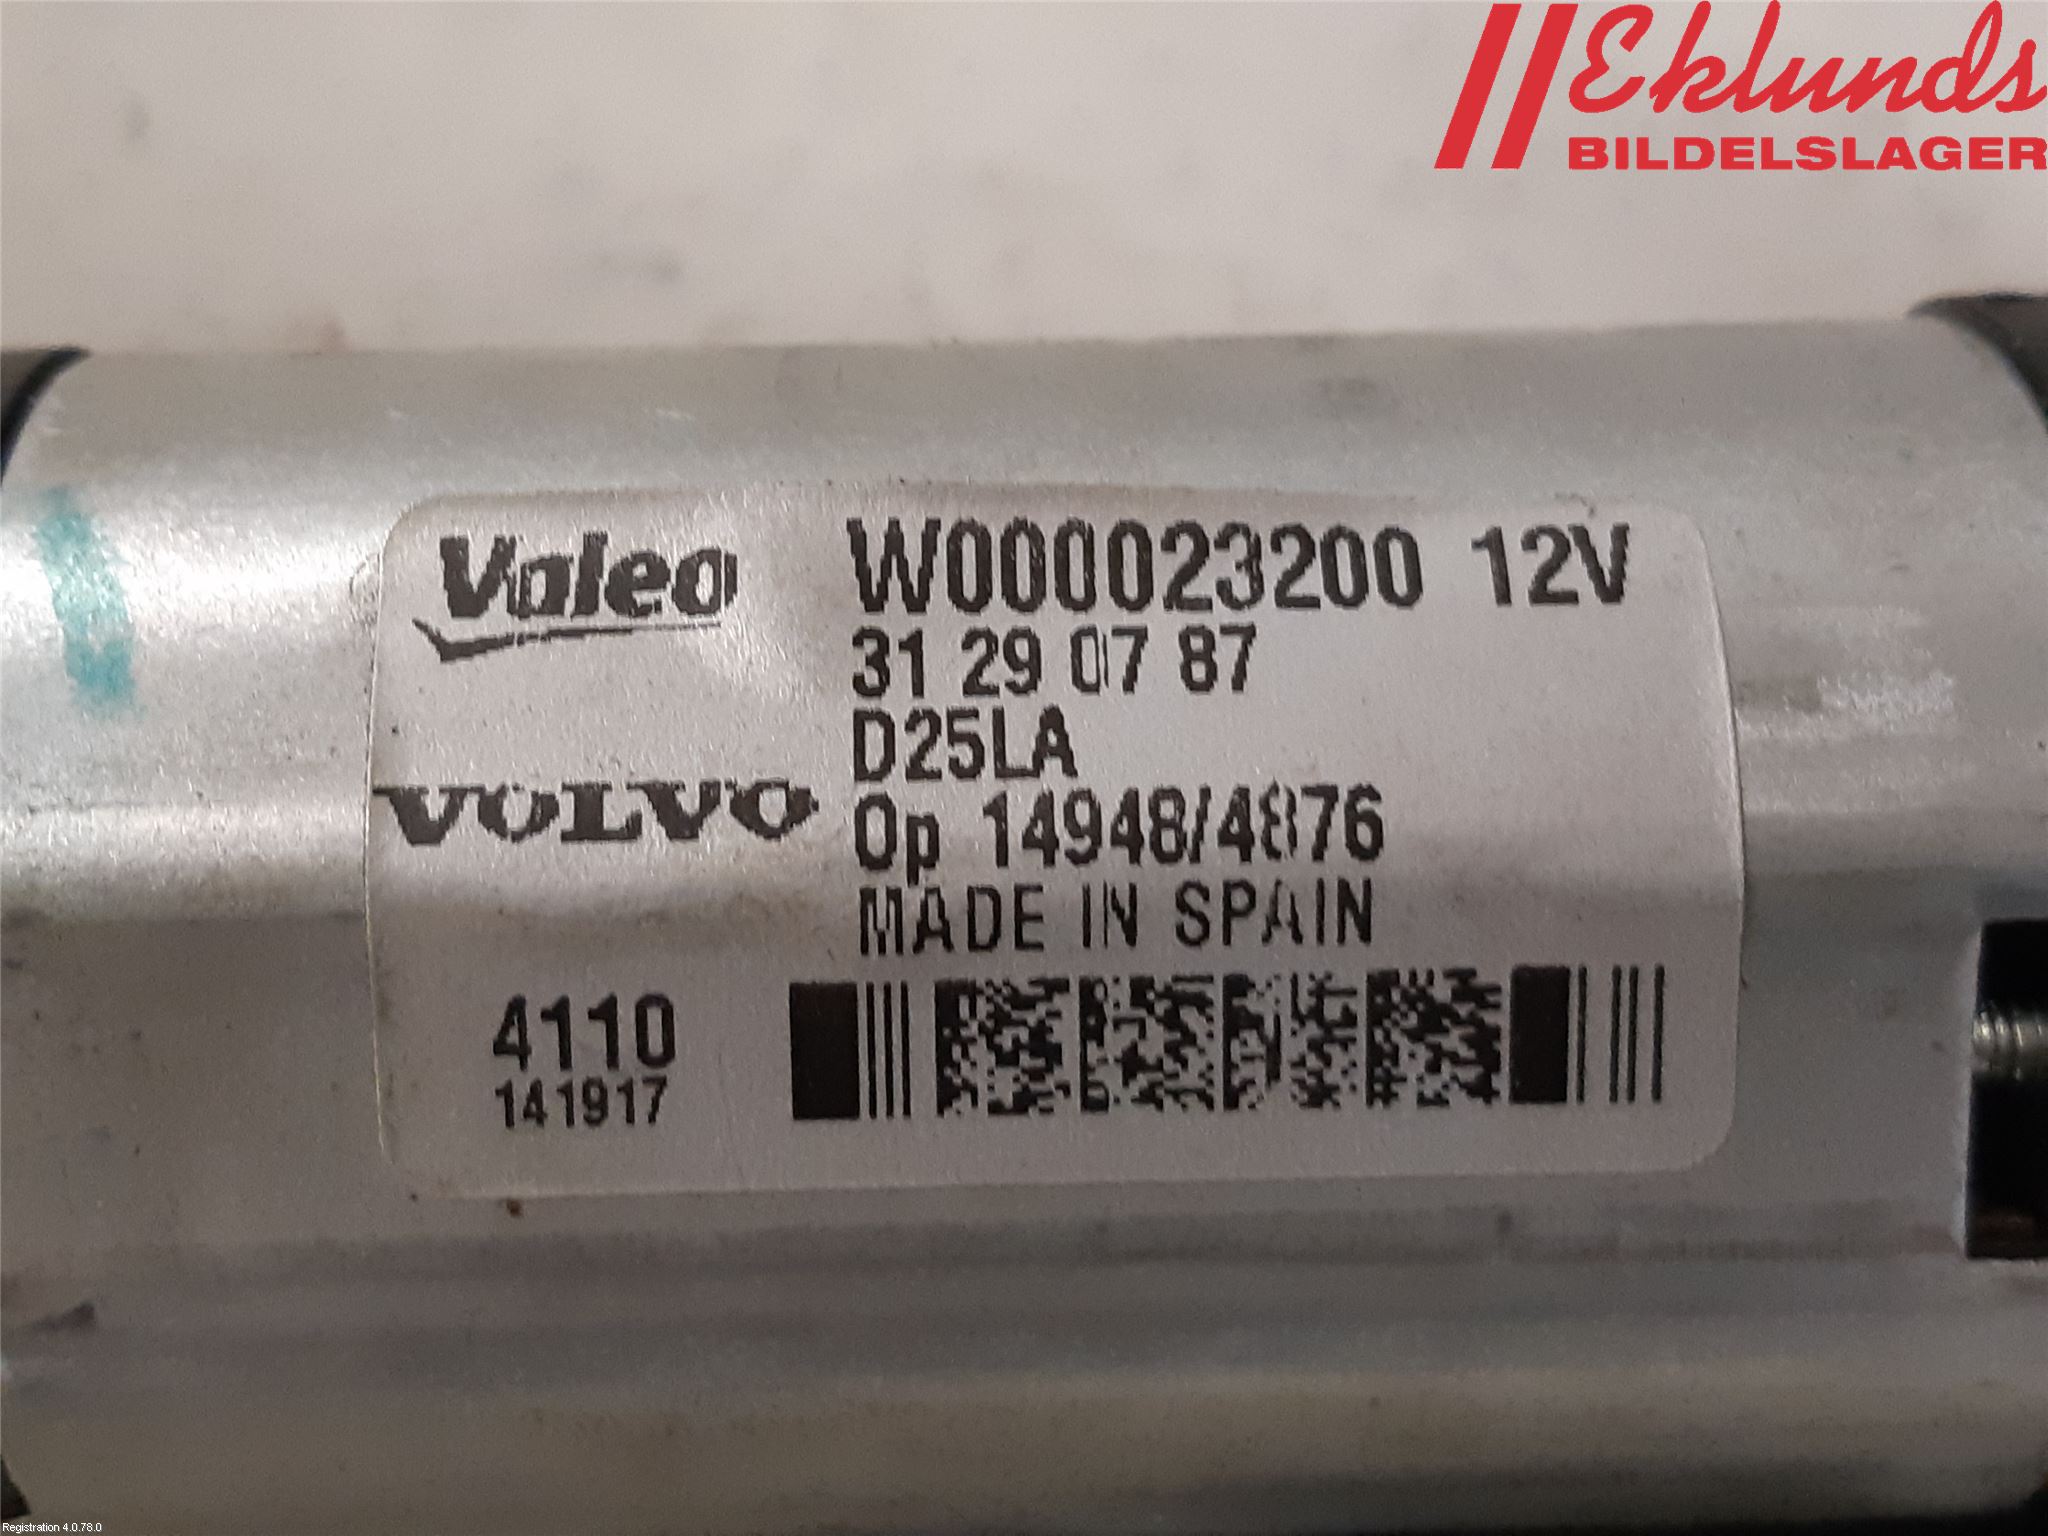 Eklunds
BILDELSLAGER
Valeo W000023200 12V
31 29 07 87
D25LA
VOLVO Op 14948/4876
MADE IN SPAIN
4110
141917
Registration 4.0.78.0